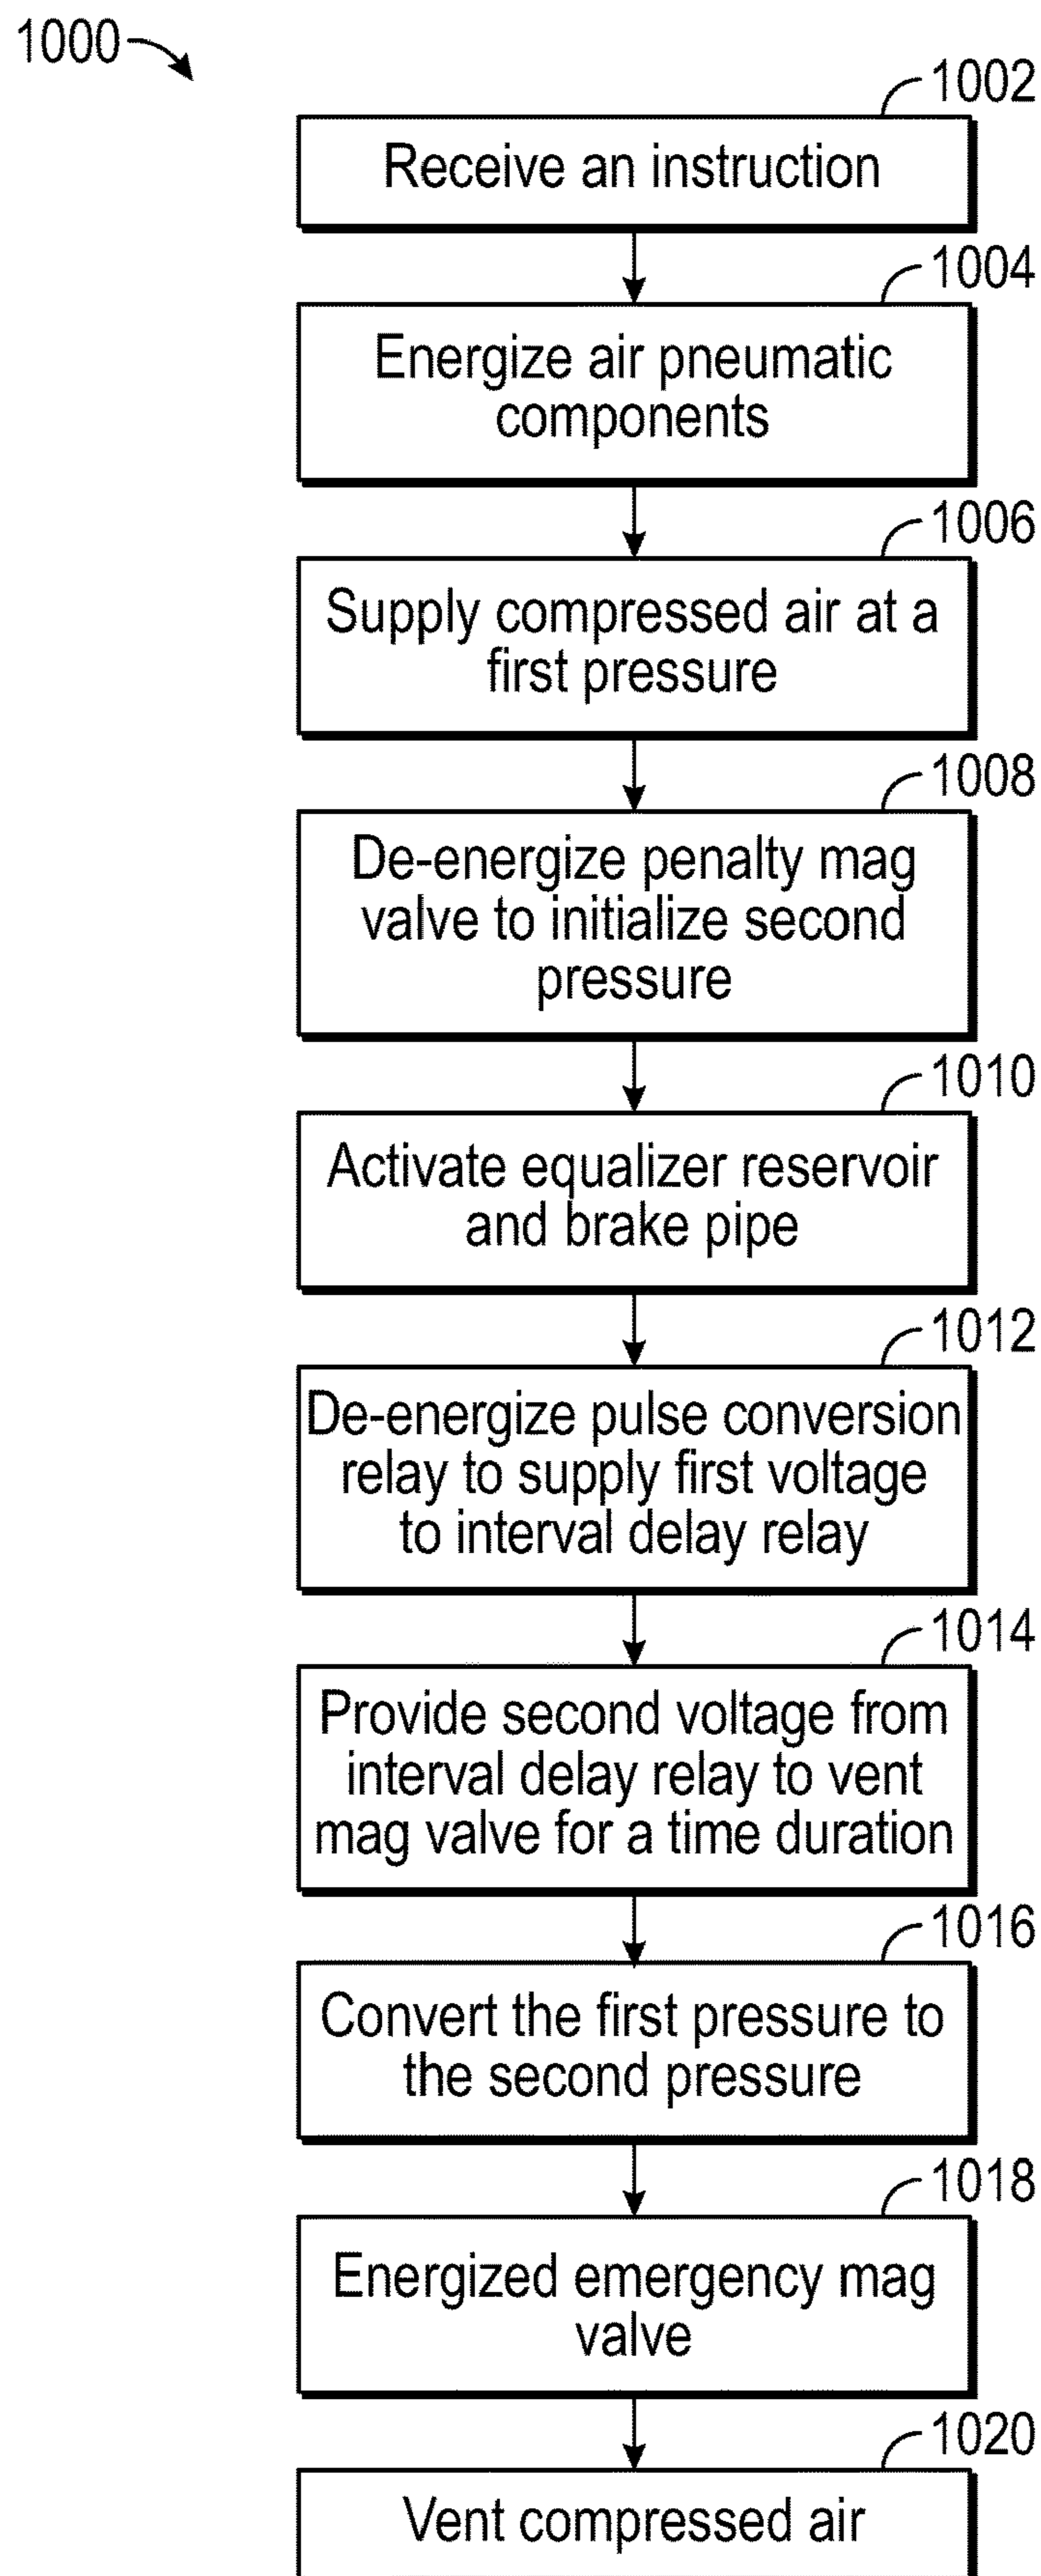 1000
1002
Receive an instruction
1004
Energize air pneumatic
components
1006
Supply compressed air at a
first pressure
1008
De-energize penalty mag
valve to initialize second
pressure
1010
Activate equalizer reservoir
and brake pipe
1012
De-energize pulse conversion
relay to supply first voltage
to interval delay relay
1014
Provide second voltage from
interval delay relay to vent
mag valve for a time duration
1016
Convert the first pressure to
the second pressure
1018
Energized emergency mag
valve
1020
Vent compressed air